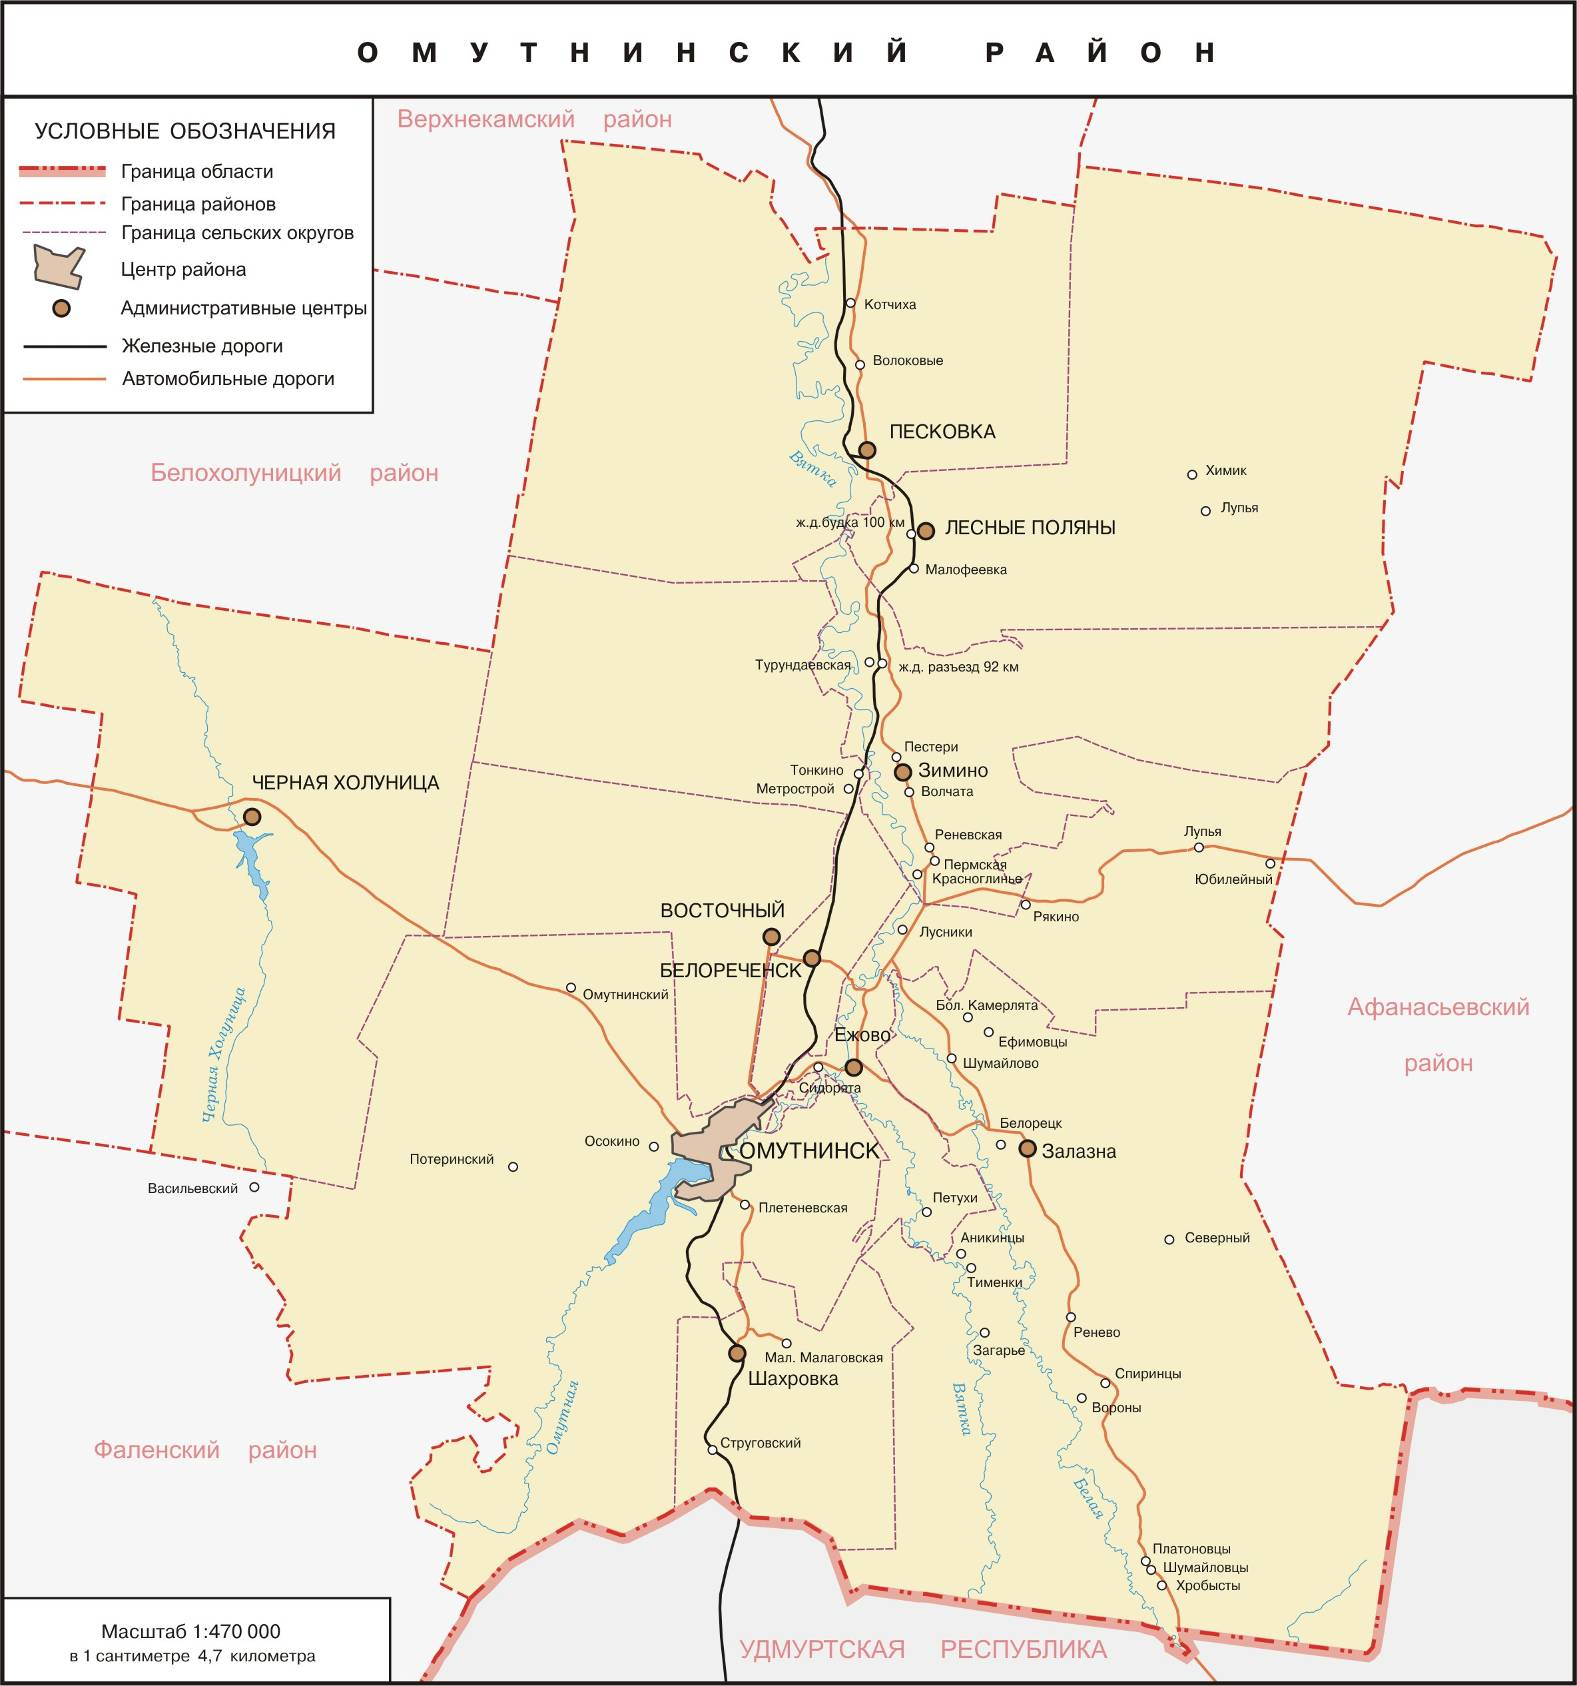 ОМУТНИНСКИЙ РАЙОН
УСЛОВНЫЕ ОБОЗНАЧЕНИЯ
Граница области
Граница районов
Граница сельских округов
Центр района
Административные центры
Железные дороги
Автомобильные дороги
Верхнекамский район
Котчиха
Волоковые
ПЕСКОВКА
Белохолуницкий район
Вятка
Химик
Лупья
ж.д.будка 100 км
ЛЕСНЫЕ ПОЛЯНЫ
Малофеевка
Турундаевская
ж.д. разъезд 92 км
Пестери
Тонкино
Зимино
Метрострой
Волчата
ЧЕРНАЯ ХОЛУНИЦА
Реневская
Лупья
Пермская
Красноглинье
Юбилейный
ВОСТОЧНЫЙ
Рякино
Лусники
БЕЛОРЕЧЕНСК
Омутнинский
Бол. Камерлята
Афанасьевский
район
Ежово
Ефимовцы
Черная Холуница
Шумайлово
Сидорята
Белорецк
Осокино
ОМУТНИНСК
Залазна
Потеринский
Васильевский
Петухи
Плетеневская
Аникинцы
Северный
Тименки
Ренево
Загарье
Мал. Малаговская
Шахровка
Спиринцы
Вороны
Омутная
Вятка
Фаленский район
Струговский
Белая
Платоновцы
Шумайловцы
Хробысты
Масштаб 1:470 000
в 1 сантиметре 4,7 километра
УДМУРТСКАЯ РЕСПУБЛИКА